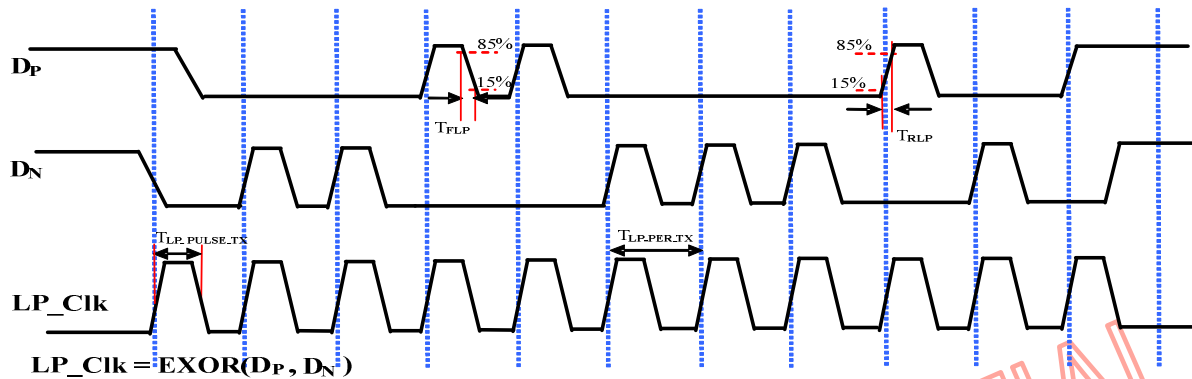 85%
85%
DP
15%
15%
TFLP
TRLP
DN
TLP_PULSE_TX
TLP-PER_TX
LP_Clk
LP_Clk = EXOR(DP , DN )